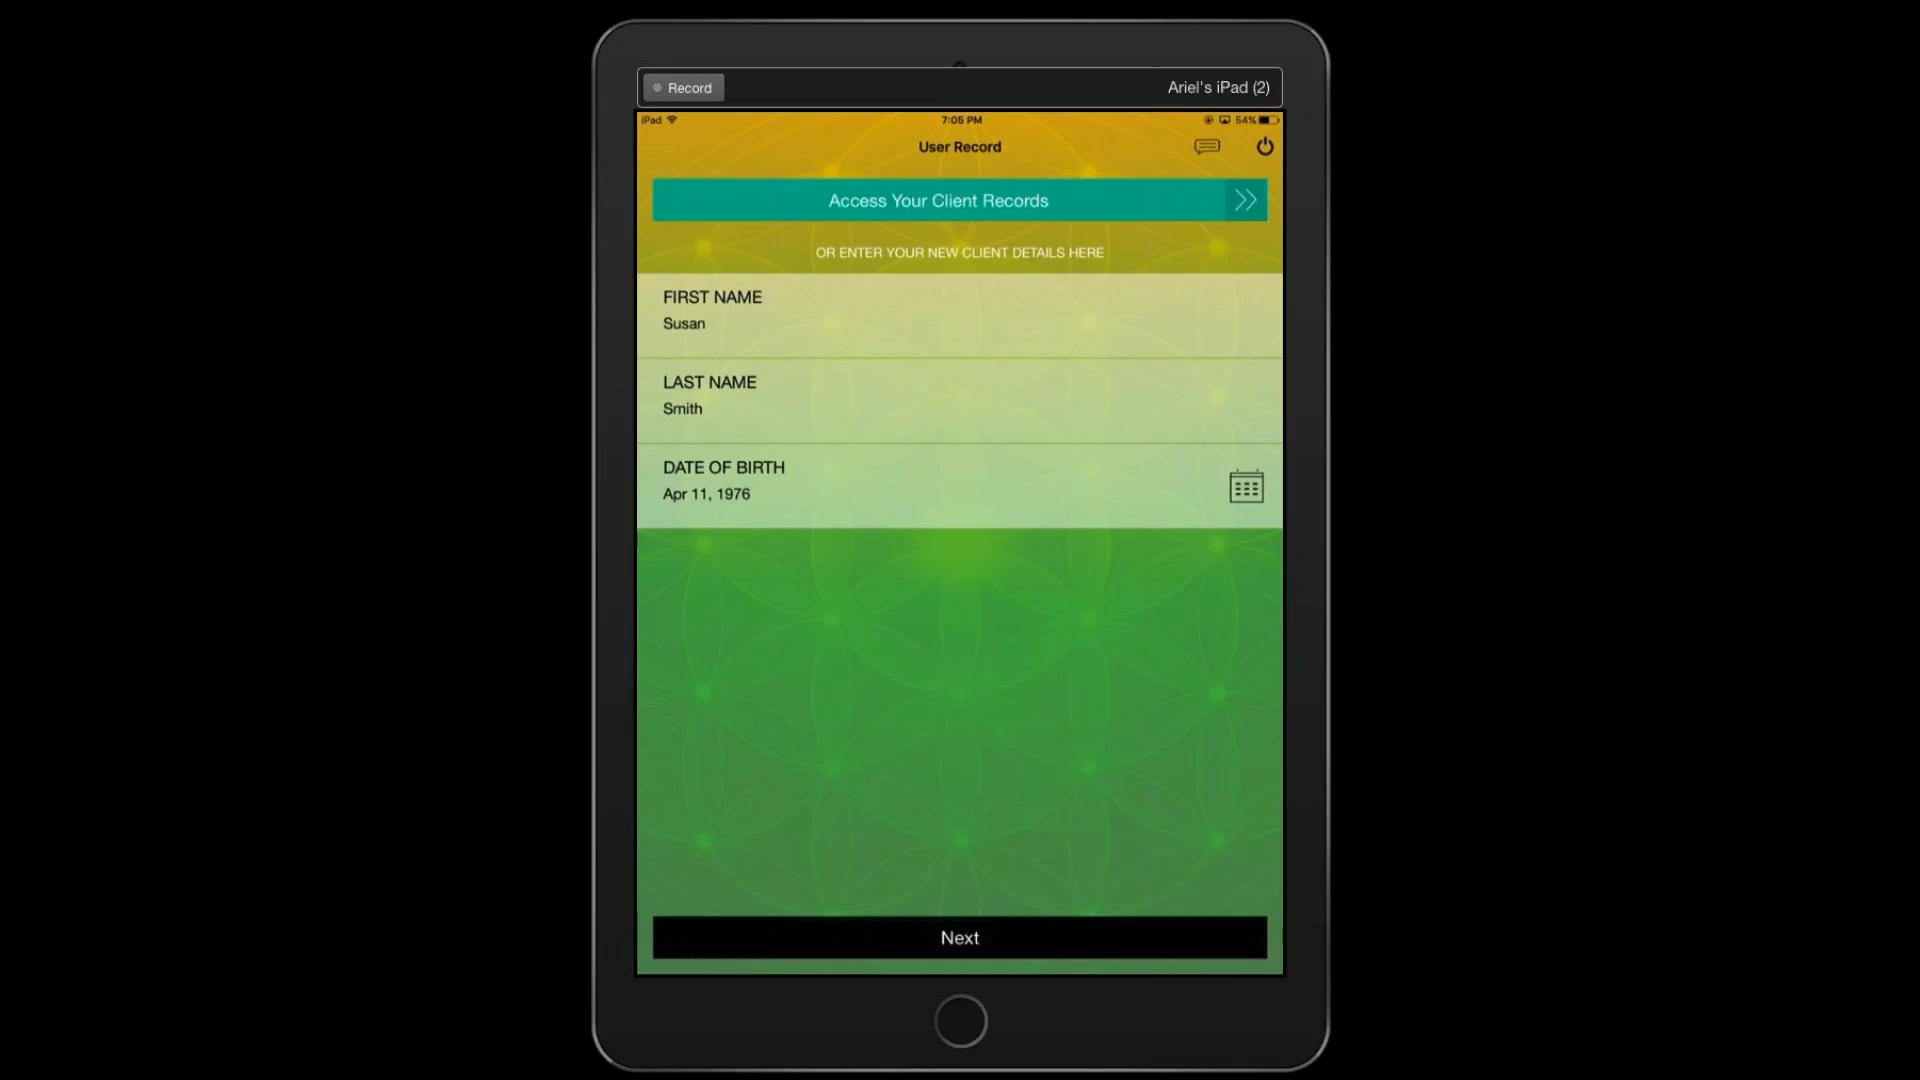 Record
Ariel's iPad (2)
iPad
7:05 PM
54%
User Record
Access Your Client Records
OR ENTER YOUR NEW CLIENT DETAILS HERE
FIRST NAME
Susan
LAST NAME
Smith
DATE OF BIRTH
Apr 11, 1976
Next